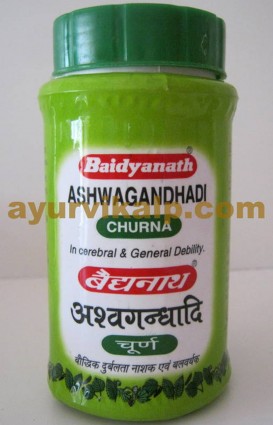 Baidyanath®
ASHWAGANDHADI
CHURNA
ayurvikalp.com
In cerebral & General Debility.
बैद्यनाथ®
अश्वगन्धादि
चूर्ण
बौद्धिक दुर्बलता नाशक एवं बलवर्धक